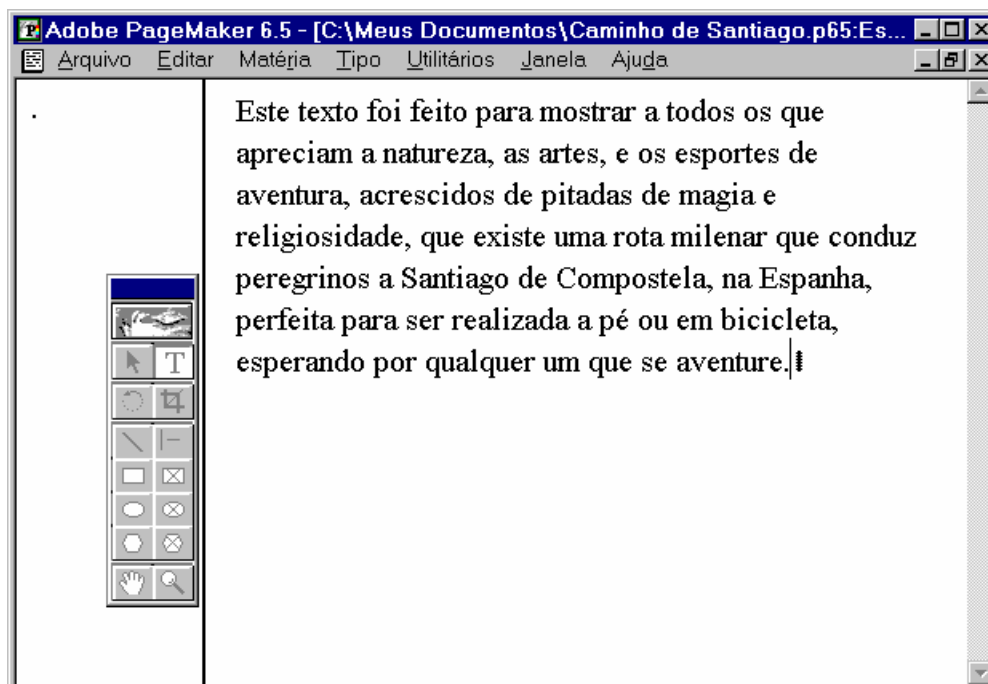 Adobe PageMaker 6.5 - [C:\Meus Documentos\Caminho de Santiago.p65:Es...
Arquivo Editar Matéria Tipo Utilitários Janela Ajuda
Este texto foi feito para mostrar a todos os que
apreciam a natureza, as artes, e os esportes de
aventura, acrescidos de pitadas de magia e
religiosidade, que existe uma rota milenar que conduz
peregrinos a Santiago de Compostela, na Espanha,
perfeita para ser realizada a pé ou em bicicleta,
esperando por qualquer um que se aventure.
T